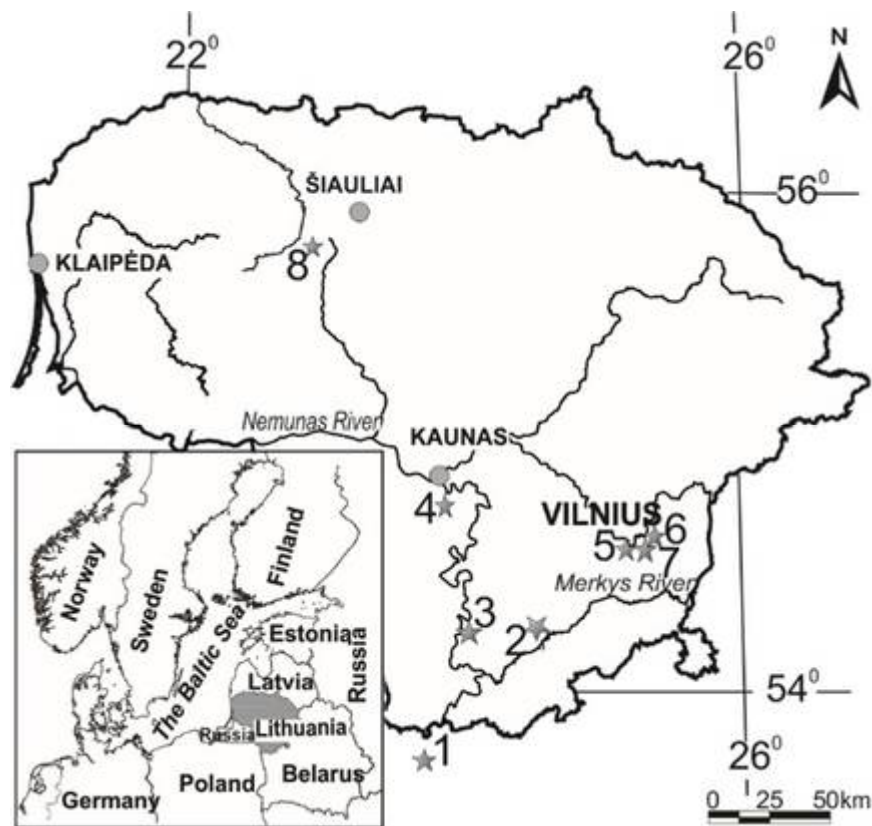 22⁰
26⁰
N
ŠIAULIAI
56⁰
8
KLAIPĖDA
Nemunas River
KAUNAS
4
VILNIUS
6
5
7
Merkys River
3
2
54⁰
1
26⁰
0 25 50km
Norway
Sweden
Finland
The Baltic Sea
Estonia
Russia
Latvia
Lithuania
Russia
Poland
Belarus
Germany